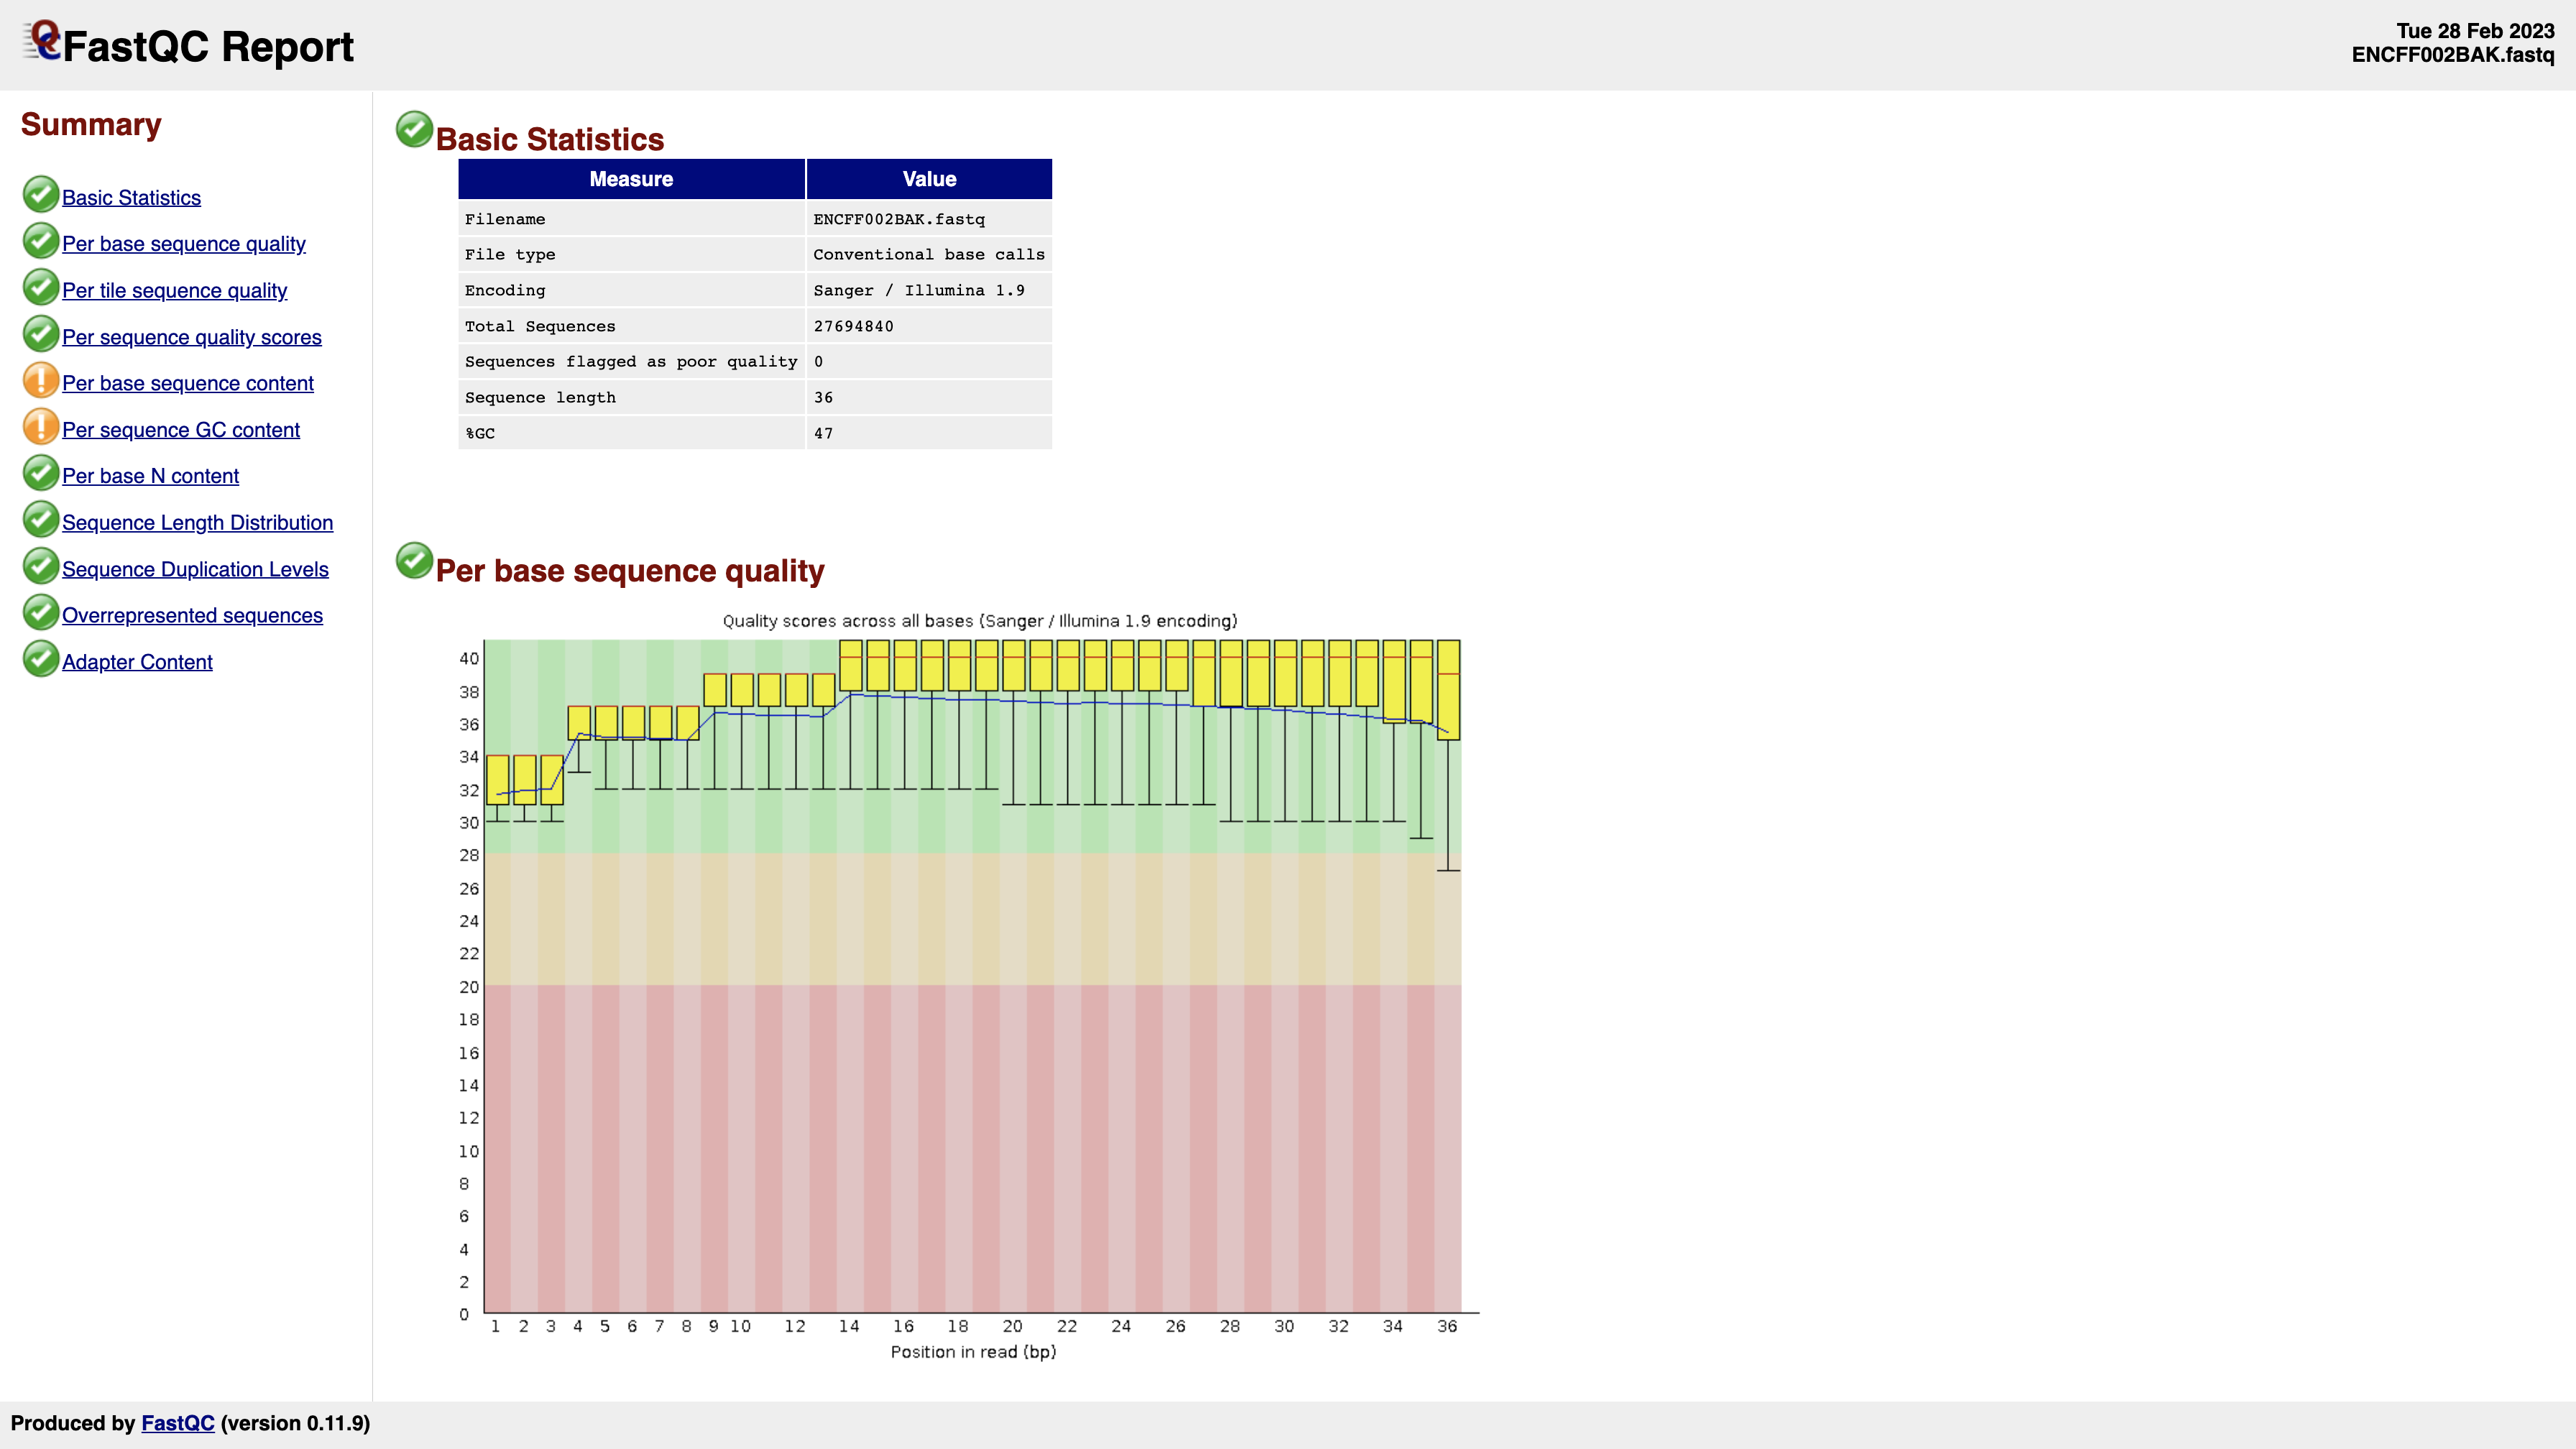 FastQC Report
Tue 28 Feb 2023
ENCFF002BAK.fastq
Summary
Basic Statistics
Per base sequence quality
Per tile sequence quality
Per sequence quality scores
Per base sequence content
Per sequence GC content
Per base N content
Sequence Length Distribution
Sequence Duplication Levels
Overrepresented sequences
Adapter Content
Basic Statistics
Measure Value
Filename ENCFF002BAK.fastq
File type Conventional base calls
Encoding Sanger / Illumina 1.9
Total Sequences 27694840
Sequences flagged as poor quality 0
Sequence length 36
%GC 47
Per base sequence quality
Quality scores across all bases (Sanger / Illumina 1.9 encoding)
40
38
36
34
32
30
28
26
24
22
20
18
16
14
12
10
8
6
4
2
0
1 2 3 4 5 6 7 8 9 10 12 14 16 18 20 22 24 26 28 30 32 34 36
Position in read (bp)
Produced by FastQC (version 0.11.9)